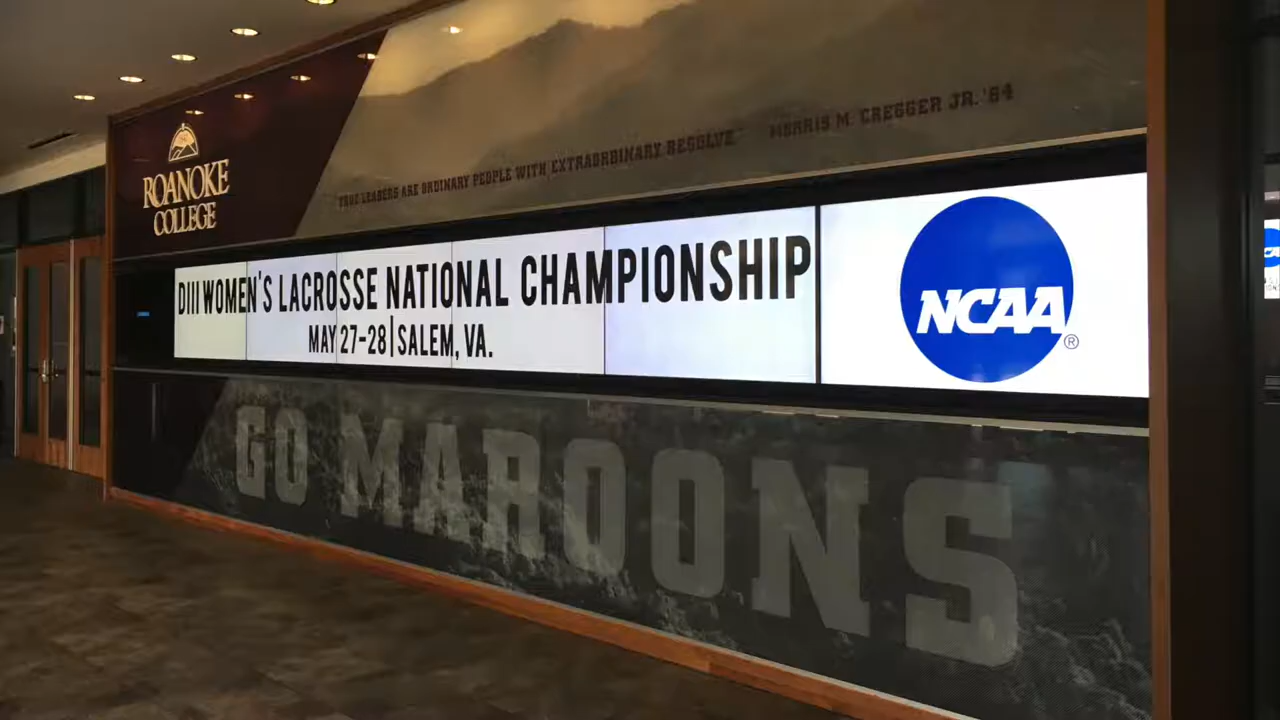 ROANOKE
COLLEGE
"TRUE LEADERS ARE ORDINARY PEOPLE WITH EXTRAORDINARY RESOLVE." MORRIS M. CREGGER JR. '64
DIII WOMEN'S LACROSSE NATIONAL CHAMPIONSHIP
MAY 27-28 | SALEM, VA.
NCAA®
GO MAROONS